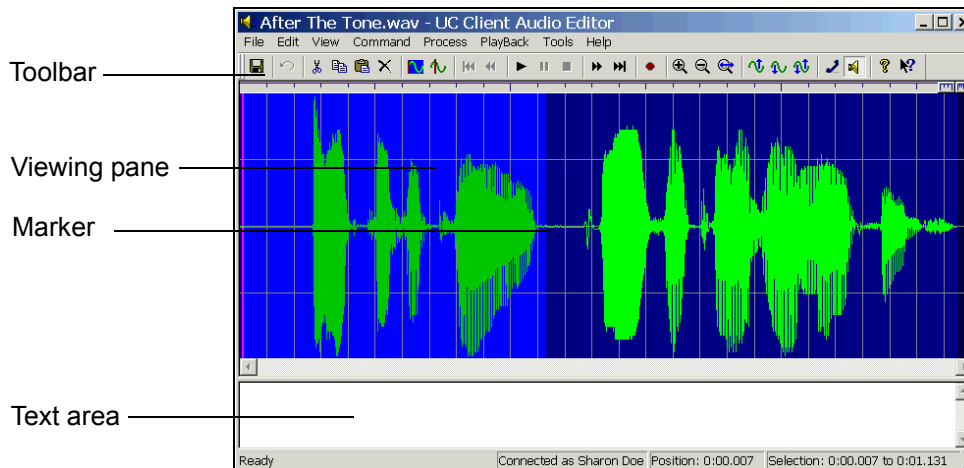 After The Tone.wav - UC Client Audio Editor
File Edit View Command Process PlayBack Tools Help
Toolbar
Viewing pane
Marker
Text area
Ready Connected as Sharon Doe Position: 0:00.007 Selection: 0:00.007 to 0:01.131